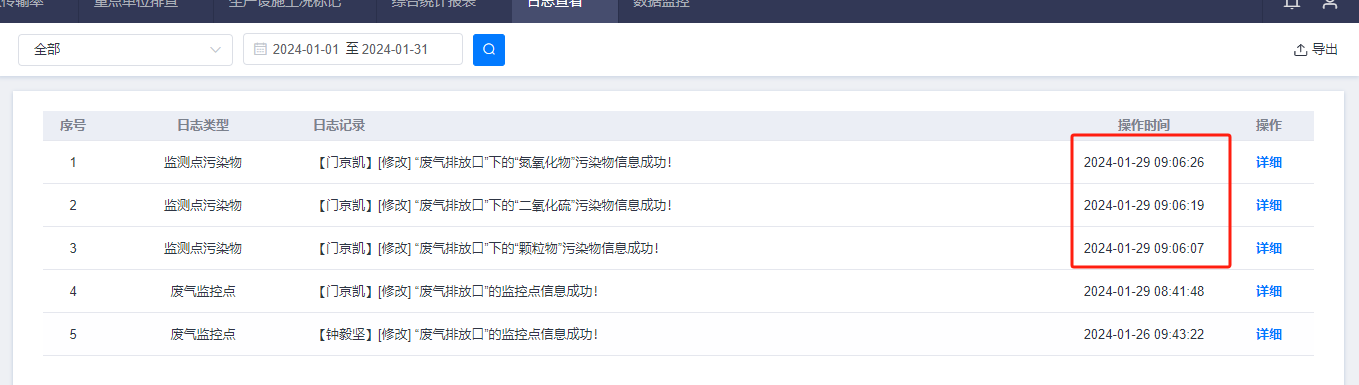 传输率 重点单位排查 生产设施工况标记 综合统计报表 日志查看 数据监控
全部 2024-01-01 至 2024-01-31 导出
序号 日志类型 日志记录 操作时间 操作
1 监测点污染物 【门京凯】[修改] “废气排放口”下的“氮氧化物”污染物信息成功！ 2024-01-29 09:06:26 详细
2 监测点污染物 【门京凯】[修改] “废气排放口”下的“二氧化硫”污染物信息成功！ 2024-01-29 09:06:19 详细
3 监测点污染物 【门京凯】[修改] “废气排放口”下的“颗粒物”污染物信息成功！ 2024-01-29 09:06:07 详细
4 废气监控点 【门京凯】[修改] “废气排放口”的监控点信息成功！ 2024-01-29 08:41:48 详细
5 废气监控点 【钟毅坚】[修改] “废气排放口”的监控点信息成功！ 2024-01-26 09:43:22 详细